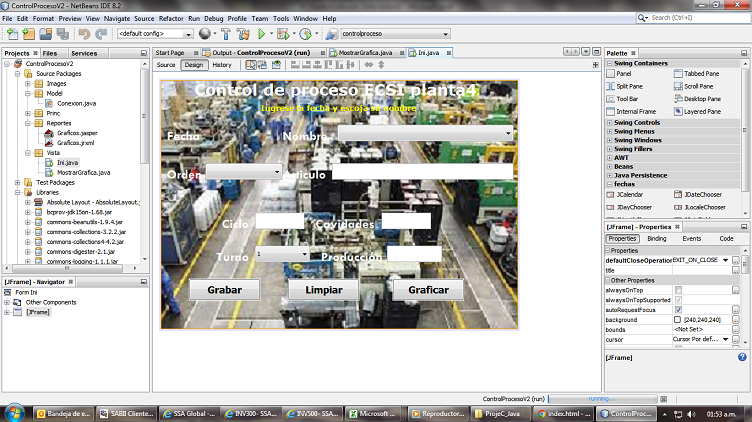 ControlProcesoV2 - NetBeans IDE 8.2
File Edit View Navigate Source Refactor Run Debug Profile Team Tools Window Help
Search (Ctrl+I)
<default config>
controlproceso
Projects Files Services
ControlProcesoV2
Source Packages
Images
Model
Conexion.java
Princ
Reportes
Graficos.jasper
Graficos.jrxml
Vista
Ini.java
MostrarGrafica.java
Test Packages
Libraries
Absolute Layout - AbsoluteLayout.j
bcprov-jdk15on-1.68.jar
commons-beanutils-1.9.4.jar
commons-collections-3.2.2.jar
commons-collections4-4.2.jar
commons-digester-2.1.jar
commons-logging-1.1.1.jar
[JFrame] - Navigator
Form Ini
Other Components
[JFrame]
Start Page Output - ControlProcesoV2 (run) MostrarGrafica.java Ini.java
Source Design History
Control de proceso ECSI planta4
Ingrese la fecha y escoja su nombre
Fecha Nombre
Orden Articulo
Ciclo Cavidades
Turno 1 Producción
Grabar Limpiar Graficar
Palette
Swing Containers
Panel Tabbed Pane
Split Pane Scroll Pane
Tool Bar Desktop Pane
Internal Frame Layered Pane
Swing Controls
Swing Menus
Swing Windows
Swing Fillers
AWT
Beans
Java Persistence
fechas
JCalendar JDateChooser
JDayChooser JLocaleChooser
[JFrame] - Properties
Properties Binding Events Code
Properties
defaultCloseOperation EXIT_ON_CLOSE
title
Other Properties
alwaysOnTop
alwaysOnTopSupported
autoRequestFocus
background [240,240,240]
bounds <Not Set>
cursor Cursor Por def...
[JFrame]
ControlProcesoV2 (run) running...
Bandeja de e... SABII Cliente... SSA Global -... INV300- SSA... INV500- SSA... Microsoft ... Reproductor... ProjeC_Java index.html - ... ControlProc... 01:53 a.m.